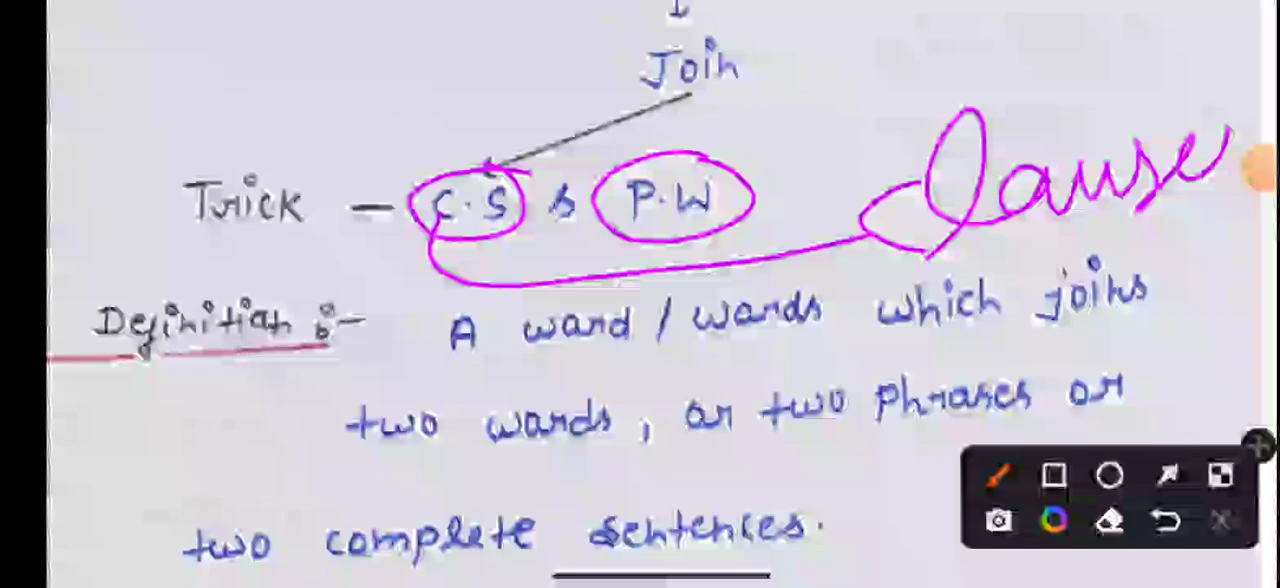 Join
Trick - C.S & P.W Clause
Definition :- A word / words which joins
two words, or two phrases or
two complete sentences.